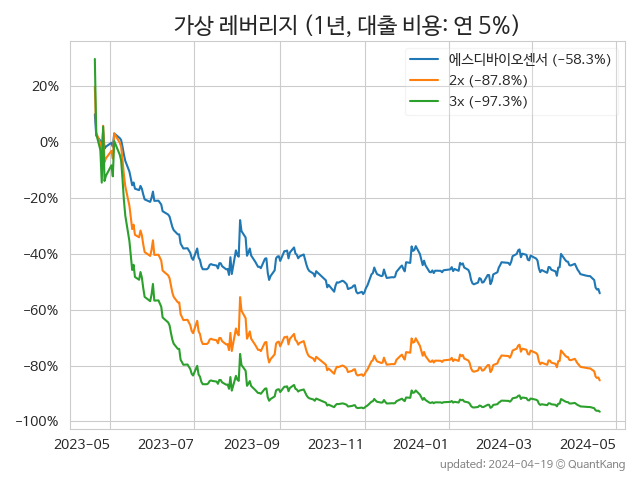 가상 레버리지 (1년, 대출 비용: 연 5%)
에스디바이오센서 (−58.3%)
2x (−87.8%)
3x (−97.3%)
20%
0%
−20%
−40%
−60%
−80%
−100%
2023-05 2023-07 2023-09 2023-11 2024-01 2024-03 2024-05
updated: 2024-04-19 © QuantKang